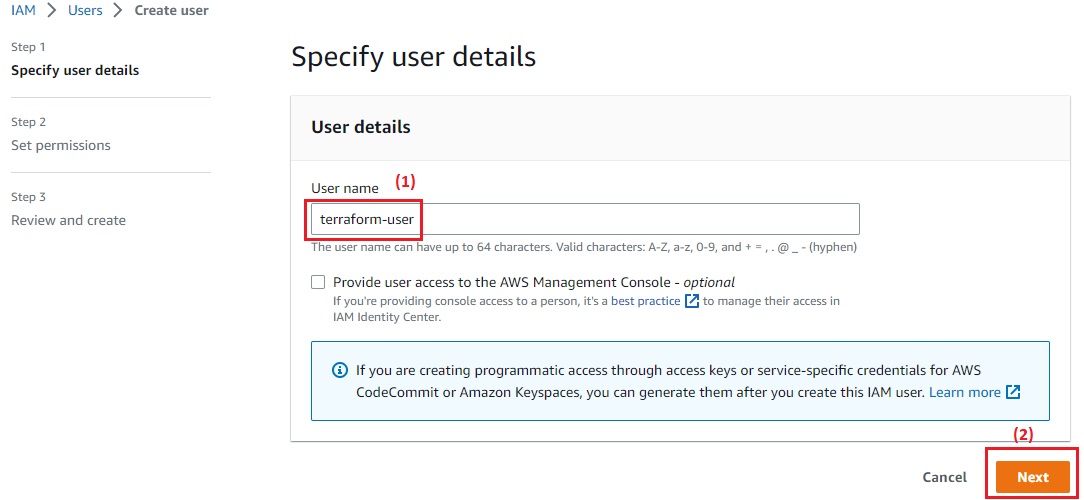 IAM > Users > Create user
Step 1
Specify user details
Step 2
Set permissions
Step 3
Review and create
Specify user details
User details
User name (1)
terraform-user
The user name can have up to 64 characters. Valid characters: A-Z, a-z, 0-9, and + = , . @ _ - (hyphen)
Provide user access to the AWS Management Console - optional
If you're providing console access to a person, it's a best practice to manage their access in
IAM Identity Center.
If you are creating programmatic access through access keys or service-specific credentials for AWS
CodeCommit or Amazon Keyspaces, you can generate them after you create this IAM user. Learn more
(2)
Cancel Next